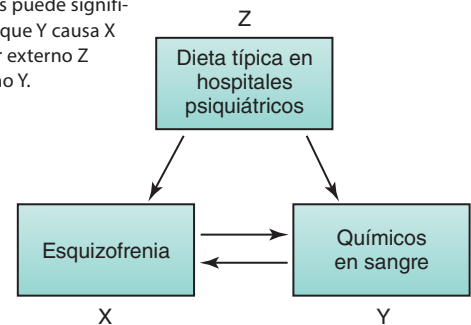 s puede signifi-
que Y causa X
r externo Z
no Y.
Z
Dieta típica en
hospitales
psiquiátricos
Esquizofrenia
Químicos
en sangre
X
Y